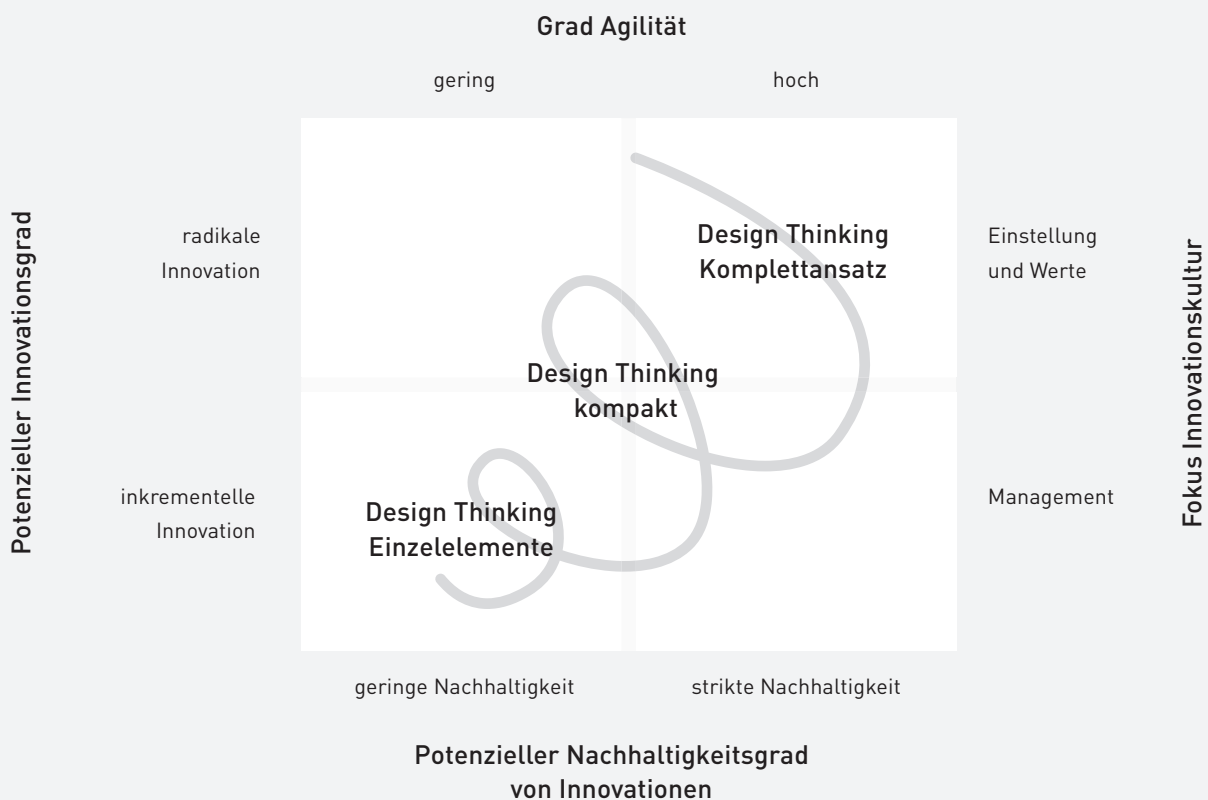 Grad Agilität
gering
hoch
Potenzieller Innovationsgrad
radikale
Innovation
Design Thinking
Komplettansatz
Einstellung
und Werte
Fokus Innovationskultur
Design Thinking
kompakt
inkrementelle
Innovation
Design Thinking
Einzelelemente
Management
geringe Nachhaltigkeit
strikte Nachhaltigkeit
Potenzieller Nachhaltigkeitsgrad
von Innovationen